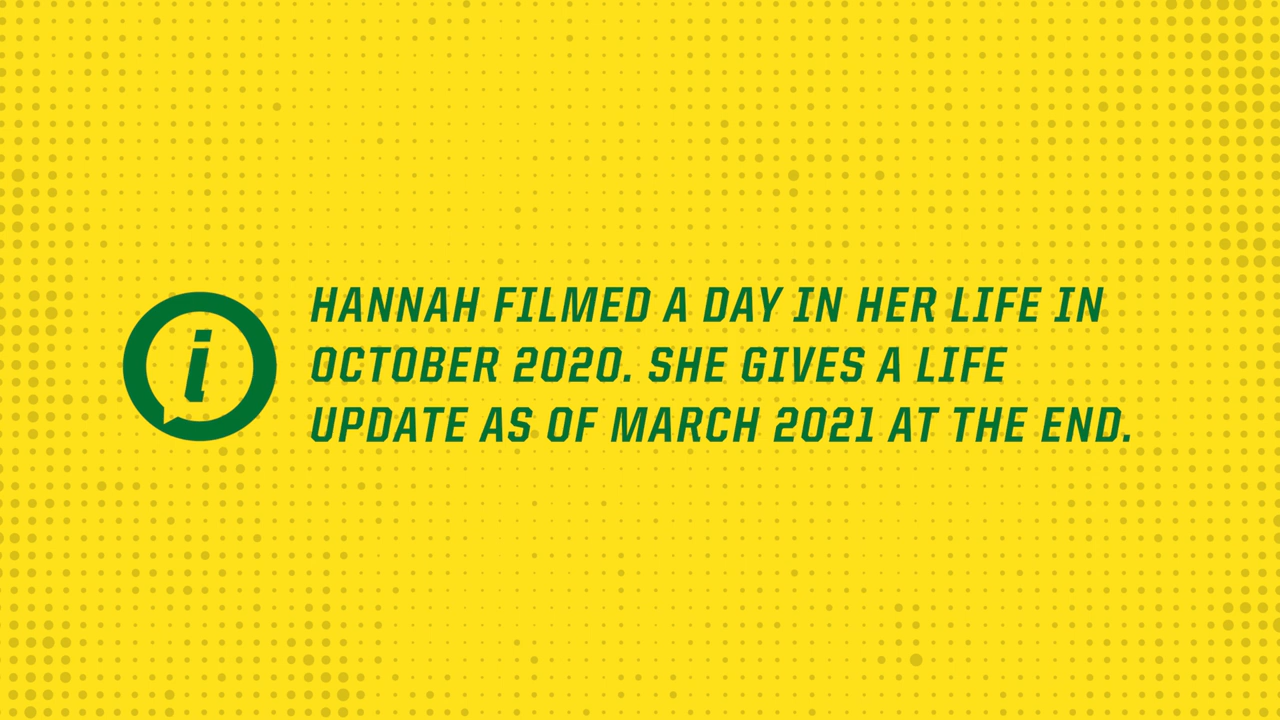 i
HANNAH FILMED A DAY IN HER LIFE IN
OCTOBER 2020. SHE GIVES A LIFE
UPDATE AS OF MARCH 2021 AT THE END.